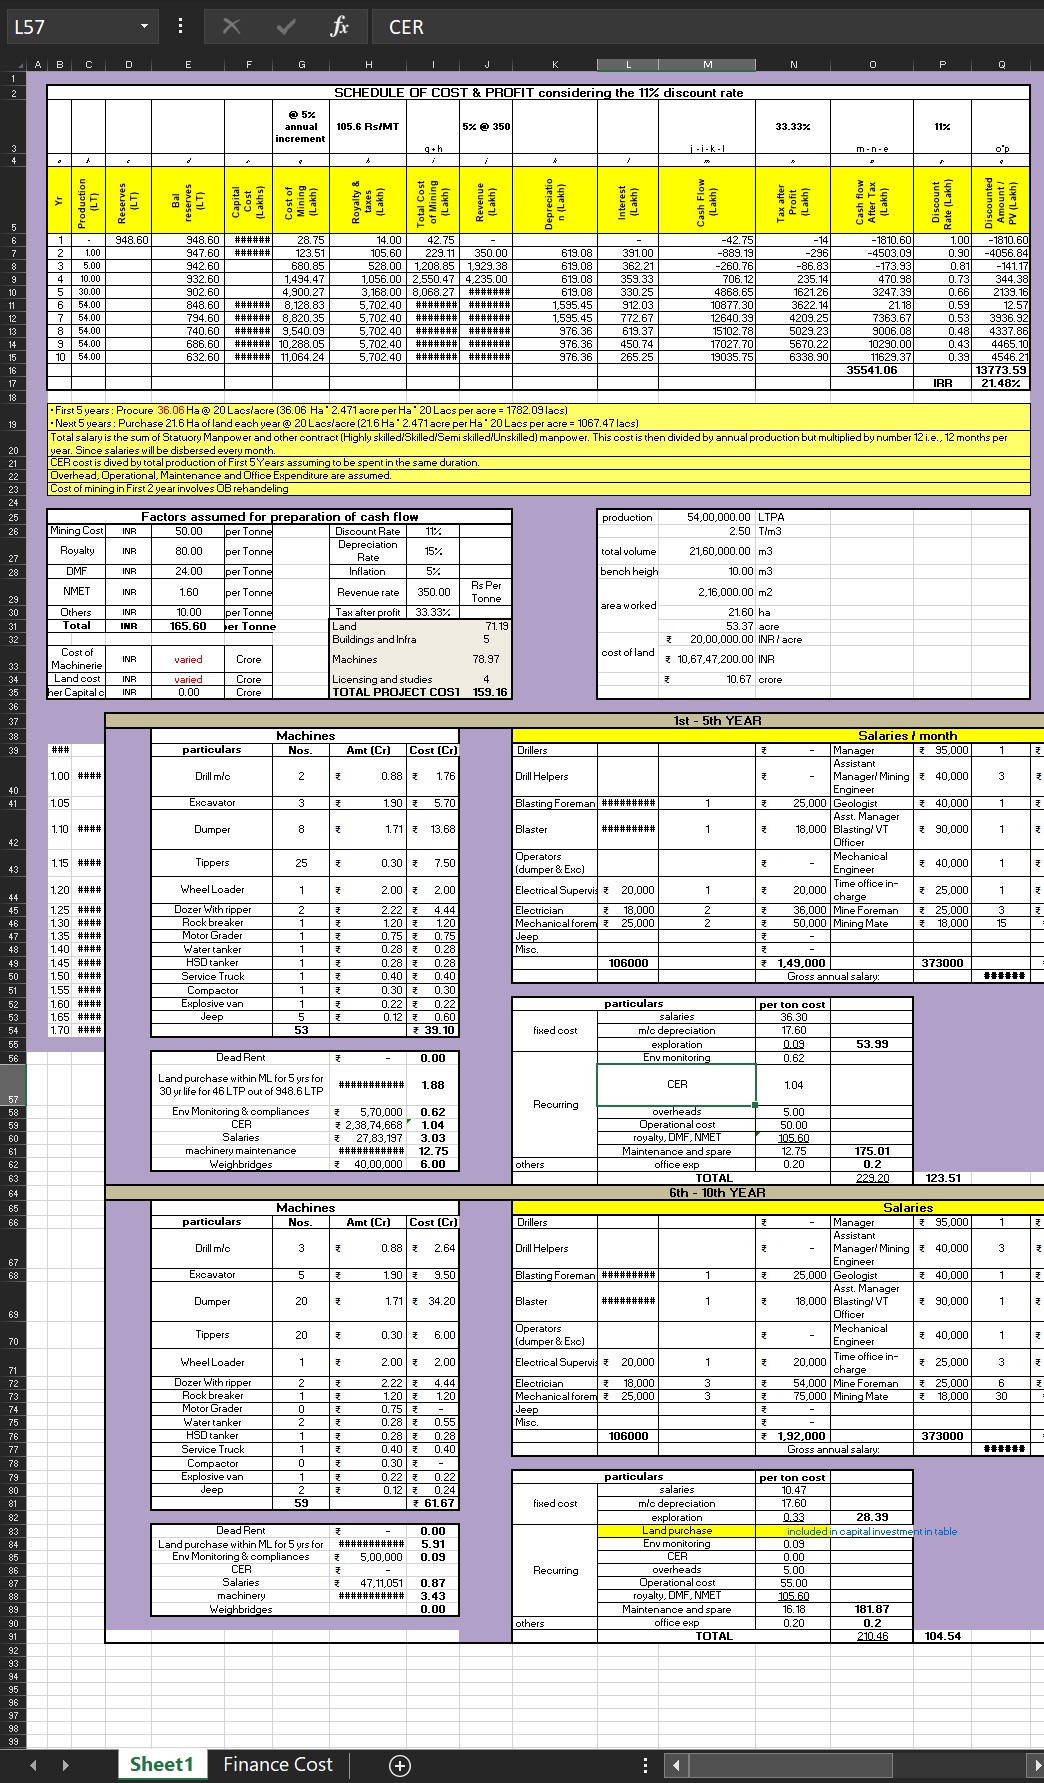 L57
fx
CER
A B C D E F G H I J K L M N O P Q
SCHEDULE OF COST & PROFIT considering the 11% discount rate
@ 5% annual increment 105.6 Rs/MT g+h 5% @ 350 j-i-k-l 33.33% m-n-e 11% o*p
Yr Production (LT) Reserves (LT) Bal reserves (LT) Capital Cost (Lakhs) Cost of Mining (Lakh) Royalty & taxes (Lakh) Total Cost of Mining (Lakh) Revenue (Lakh) Depreciatio n (Lakh) Interest (Lakh) Cash Flow (Lakh) Tax after Profit (Lakh) Cash flow After Tax (Lakh) Discount Rate (Lakh) Discounted Amount / PV (Lakh)
1 - 948.60 948.60 ###### 28.75 14.00 42.75 - - -42.75 -14 -1810.60 1.00 -1810.60
2 1.00 947.60 ###### 123.51 105.60 229.11 350.00 619.08 391.00 -889.19 -296 -4503.09 0.90 -4056.84
3 5.00 942.60 680.85 528.00 1,208.85 1,929.38 619.08 362.21 -260.76 -86.83 -173.93 0.81 -141.17
4 10.00 932.60 1,494.47 1,056.00 2,550.47 4,235.00 619.08 359.33 706.12 235.14 470.98 0.73 344.38
5 30.00 902.60 4,900.27 3,168.00 8,068.27 ####### 619.08 330.25 4868.65 1621.26 3247.39 0.66 2139.16
6 54.00 848.60 ###### 8,128.83 5,702.40 ####### ####### 1,595.45 912.03 10877.30 3622.14 21.18 0.59 12.57
7 54.00 794.60 ###### 8,820.35 5,702.40 ####### ####### 1,595.45 772.67 12640.39 4209.25 7363.67 0.53 3936.92
8 54.00 740.60 ###### 9,540.09 5,702.40 ####### ####### 976.36 619.37 15102.78 5029.23 9006.08 0.48 4337.86
9 54.00 686.60 ###### 10,288.05 5,702.40 ####### ####### 976.36 450.74 17027.70 5670.22 10290.00 0.43 4465.10
10 54.00 632.60 ###### 11,064.24 5,702.40 ####### ####### 976.36 265.25 19035.75 6338.90 11629.37 0.39 4546.21
35541.06 13773.59
IRR 21.48%
• First 5 years : Procure 36.06 Ha @ 20 Lacs/acre (36.06 Ha * 2.471 acre per Ha * 20 Lacs per acre = 1782.09 lacs)
• Next 5 years : Purchase 21.6 Ha of land each year @ 20 Lacs/acre (21.6 Ha * 2.471 acre per Ha * 20 Lacs per acre = 1067.47 lacs)
Total salary is the sum of Statuory Manpower and other contract (Highly skilled/Skilled/Semi skilled/Unskilled) manpower. This cost is then divided by annual production but multiplied by number 12 i.e., 12 months per
year. Since salaries will be disbersed every month.
CER cost is dived by total production of First 5 Years assuming to be spent in the same duration.
Overhead, Operational, Maintenance and Office Expenditure are assumed.
Cost of mining in First 2 year involves OB rehandeling
Factors assumed for preparation of cash flow production 54,00,000.00 LTPA
Mining Cost INR 50.00 per Tonne Discount Rate 11% 2.50 T/m3
Royalty INR 80.00 per Tonne Depreciation Rate 15% total volume 21,60,000.00 m3
DMF INR 24.00 per Tonne Inflation 5% bench heigh 10.00 m3
NMET INR 1.60 per Tonne Revenue rate 350.00 Rs Per Tonne area worked 2,16,000.00 m2
Others INR 10.00 per Tonne Tax after profit 33.33% 21.60 ha
Total INR 165.60 per Tonne Land 71.19 53.37 acre
Buildings and Infra 5 ₹ 20,00,000.00 INR / acre
Cost of Machinerie INR varied Crore Machines 78.97 cost of land ₹ 10,67,47,200.00 INR
Land cost INR varied Crore Licensing and studies 4 ₹ 10.67 crore
her Capital c INR 0.00 Crore TOTAL PROJECT COST 159.16
1st - 5th YEAR
Machines Salaries / month
### particulars Nos. Amt (Cr) Cost (Cr) Drillers ₹ - Manager ₹ 95,000 1 ₹
1.00 #### Drill m/c 2 ₹ 0.88 ₹ 1.76 Drill Helpers ₹ - Assistant Manager/ Mining Engineer ₹ 40,000 3 ₹
1.05 Excavator 3 ₹ 1.90 ₹ 5.70 Blasting Foreman ######### 1 ₹ 25,000 Geologist ₹ 40,000 1 ₹
1.10 #### Dumper 8 ₹ 1.71 ₹ 13.68 Blaster ######### 1 ₹ 18,000 Asst. Manager Blasting/ VT Officer ₹ 90,000 1 ₹
1.15 #### Tippers 25 ₹ 0.30 ₹ 7.50 Operators (dumper & Exc) ₹ - Mechanical Engineer ₹ 40,000 1 ₹
1.20 #### Wheel Loader 1 ₹ 2.00 ₹ 2.00 Electrical Supervis ₹ 20,000 1 ₹ 20,000 Time office in-charge ₹ 25,000 1 ₹
1.25 #### Dozer With ripper 2 ₹ 2.22 ₹ 4.44 Electrician ₹ 18,000 2 ₹ 36,000 Mine Foreman ₹ 25,000 3 ₹
1.30 #### Rock breaker 1 ₹ 1.20 ₹ 1.20 Mechanical forem ₹ 25,000 2 ₹ 50,000 Mining Mate ₹ 18,000 15
1.35 #### Motor Grader 1 ₹ 0.75 ₹ 0.75 Jeep ₹ -
1.40 #### Water tanker 1 ₹ 0.28 ₹ 0.28 Misc. ₹ -
1.45 #### HSD tanker 1 ₹ 0.28 ₹ 0.28 106000 ₹ 1,49,000 373000
1.50 #### Service Truck 1 ₹ 0.40 ₹ 0.40 Gross annual salary: ######
1.55 #### Compactor 1 ₹ 0.30 ₹ 0.30
1.60 #### Explosive van 1 ₹ 0.22 ₹ 0.22 particulars per ton cost
1.65 #### Jeep 5 ₹ 0.12 ₹ 0.60 salaries 36.30
1.70 #### 53 ₹ 39.10 fixed cost m/c depreciation 17.60
exploration 0.09 53.99
Dead Rent ₹ - 0.00 Env monitoring 0.62
Land purchase within ML for 5 yrs for 30 yr life for 46 LTP out of 948.6 LTP ########### 1.88 Recurring CER 1.04
Env Monitoring & compliances ₹ 5,70,000 0.62 overheads 5.00
CER ₹ 2,38,74,668 1.04 Operational cost 50.00
Salaries ₹ 27,83,197 3.03 royalty, DMF, NMET 105.60
machinery maintenance ########### 12.75 Maintenance and spare 12.75 175.01
Weighbridges ₹ 40,00,000 6.00 others office exp 0.20 0.2
TOTAL 229.20 123.51
6th - 10th YEAR
Machines Salaries
particulars Nos. Amt (Cr) Cost (Cr) Drillers ₹ - Manager ₹ 95,000 1 ₹
Drill m/c 3 ₹ 0.88 ₹ 2.64 Drill Helpers ₹ - Assistant Manager/ Mining Engineer ₹ 40,000 3 ₹
Excavator 5 ₹ 1.90 ₹ 9.50 Blasting Foreman ######### 1 ₹ 25,000 Geologist ₹ 40,000 1 ₹
Dumper 20 ₹ 1.71 ₹ 34.20 Blaster ######### 1 ₹ 18,000 Asst. Manager Blasting/ VT Officer ₹ 90,000 1 ₹
Tippers 20 ₹ 0.30 ₹ 6.00 Operators (dumper & Exc) ₹ - Mechanical Engineer ₹ 40,000 1 ₹
Wheel Loader 1 ₹ 2.00 ₹ 2.00 Electrical Supervis ₹ 20,000 1 ₹ 20,000 Time office in-charge ₹ 25,000 3 ₹
Dozer With ripper 2 ₹ 2.22 ₹ 4.44 Electrician ₹ 18,000 3 ₹ 54,000 Mine Foreman ₹ 25,000 6 ₹
Rock breaker 1 ₹ 1.20 ₹ 1.20 Mechanical forem ₹ 25,000 3 ₹ 75,000 Mining Mate ₹ 18,000 30
Motor Grader 0 ₹ 0.75 ₹ - Jeep ₹ -
Water tanker 2 ₹ 0.28 ₹ 0.55 Misc. ₹ -
HSD tanker 1 ₹ 0.28 ₹ 0.28 106000 ₹ 1,92,000 373000
Service Truck 1 ₹ 0.40 ₹ 0.40 Gross annual salary: ######
Compactor 0 ₹ 0.30 ₹ -
Explosive van 1 ₹ 0.22 ₹ 0.22 particulars per ton cost
Jeep 2 ₹ 0.12 ₹ 0.24 salaries 10.47
59 ₹ 61.67 fixed cost m/c depreciation 17.60
exploration 0.33 28.39
Dead Rent ₹ - 0.00 Land purchase included in capital investment in table
Land purchase within ML for 5 yrs for ########### 5.91 Env monitoring 0.09
Env Monitoring & compliances ₹ 5,00,000 0.09 CER 0.00
CER ₹ - Recurring overheads 5.00
Salaries ₹ 47,11,051 0.87 Operational cost 55.00
machinery ########### 3.43 royalty, DMF, NMET 105.60
Weighbridges 0.00 Maintenance and spare 16.18 181.87
others office exp 0.20 0.2
TOTAL 210.46 104.54
Sheet1 Finance Cost